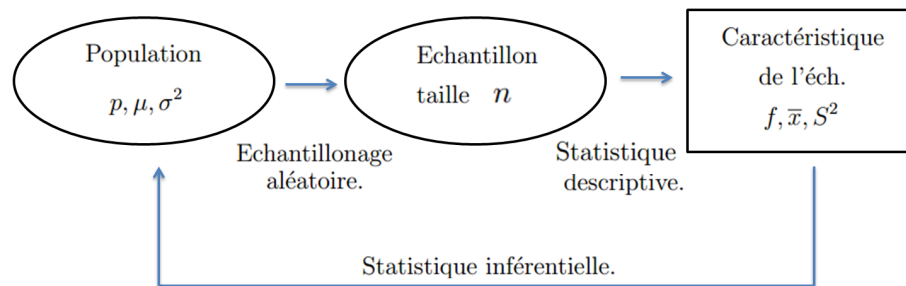 Population
p, μ, σ²
Echantillon
taille n
Caractéristique
de l'éch.
f, x̅, S²
Echantillonage
aléatoire.
Statistique
descriptive.
Statistique inférentielle.